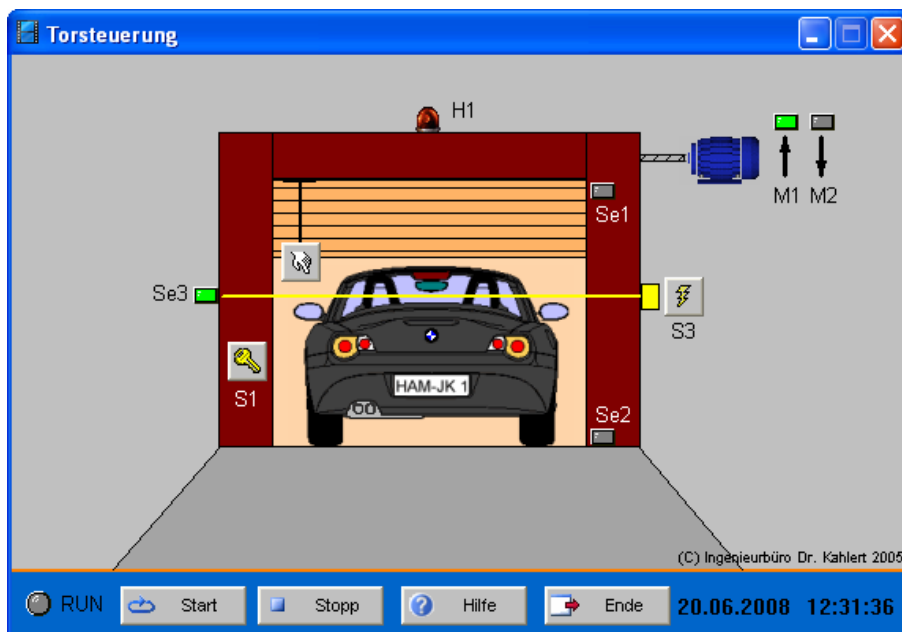 Torsteuerung
H1
M1 M2
Se1
Se3
S3
S1
HAM-JK 1
Se2
(C) Ingenieurbüro Dr. Kahlert 2005
RUN Start Stopp Hilfe Ende 20.06.2008 12:31:36